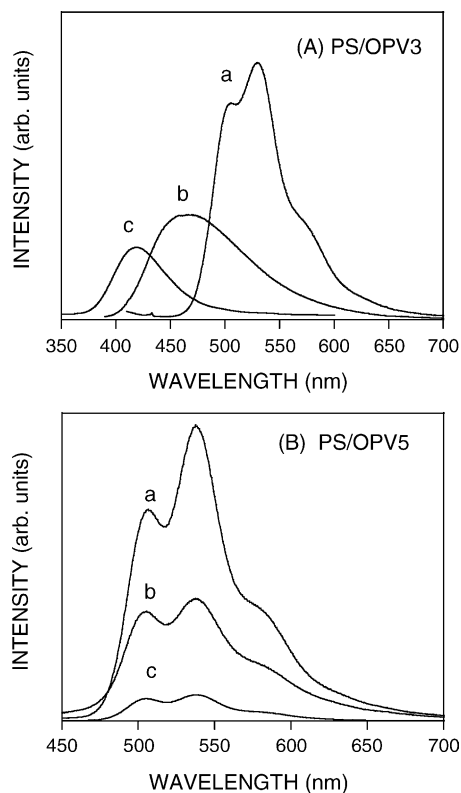 (A) PS/OPV3
a
b
c
INTENSITY (arb. units)
350 400 450 500 550 600 650 700
WAVELENGTH (nm)
(B) PS/OPV5
a
b
c
INTENSITY (arb. units)
450 500 550 600 650 700
WAVELENGTH (nm)